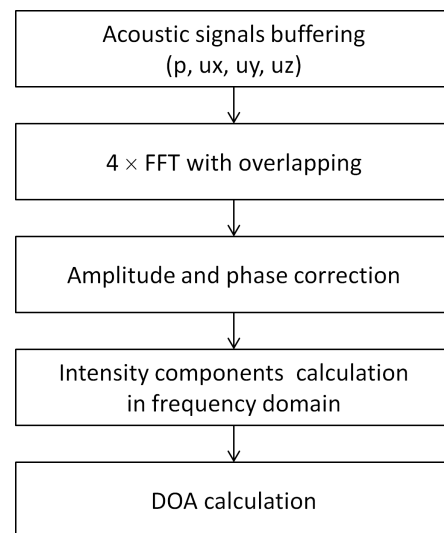 Acoustic signals buffering
(p, ux, uy, uz)
4 × FFT with overlapping
Amplitude and phase correction
Intensity components calculation
in frequency domain
DOA calculation